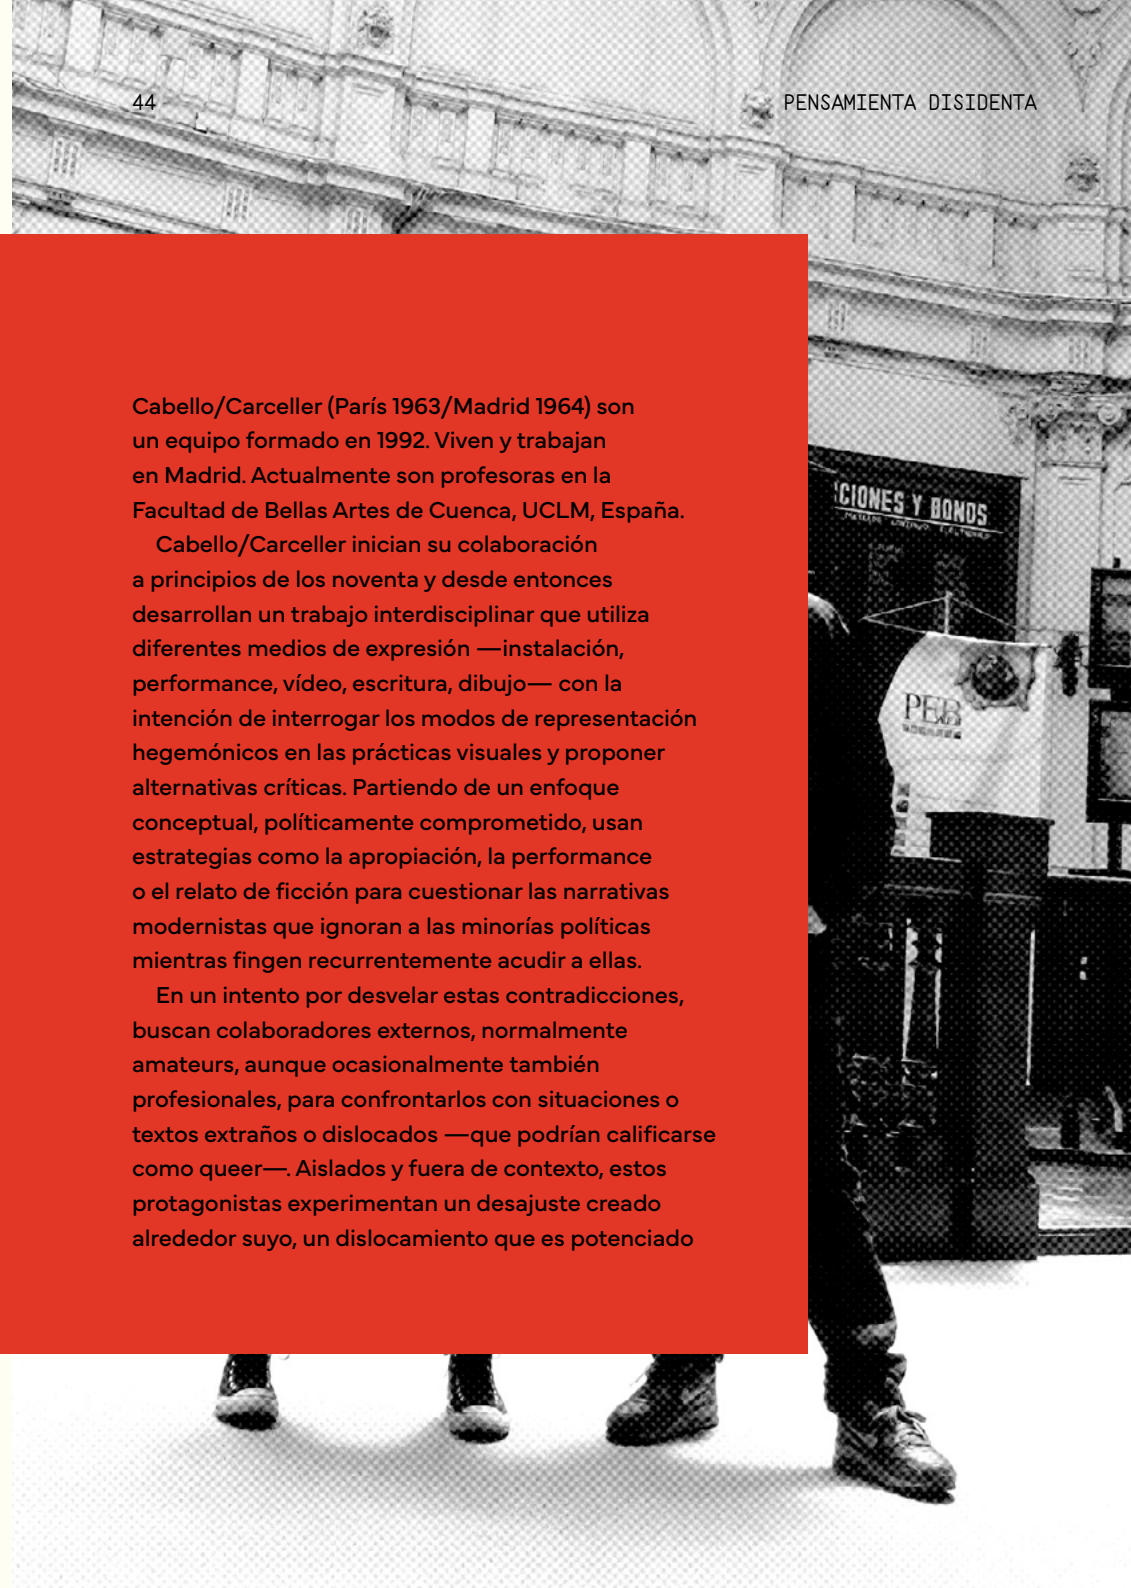 44
PENSAMIENTA DISIDENTA
Cabello/Carceller (París 1963/Madrid 1964) son
un equipo formado en 1992. Viven y trabajan
en Madrid. Actualmente son profesoras en la
Facultad de Bellas Artes de Cuenca, UCLM, España.
Cabello/Carceller inician su colaboración
a principios de los noventa y desde entonces
desarrollan un trabajo interdisciplinar que utiliza
diferentes medios de expresión —instalación,
performance, vídeo, escritura, dibujo— con la
intención de interrogar los modos de representación
hegemónicos en las prácticas visuales y proponer
alternativas críticas. Partiendo de un enfoque
conceptual, políticamente comprometido, usan
estrategias como la apropiación, la performance
o el relato de ficción para cuestionar las narrativas
modernistas que ignoran a las minorías políticas
mientras fingen recurrentemente acudir a ellas.
En un intento por desvelar estas contradicciones,
buscan colaboradores externos, normalmente
amateurs, aunque ocasionalmente también
profesionales, para confrontarlos con situaciones o
textos extraños o dislocados —que podrían calificarse
como queer—. Aislados y fuera de contexto, estos
protagonistas experimentan un desajuste creado
alrededor suyo, un dislocamiento que es potenciado
CIONES Y BONOS